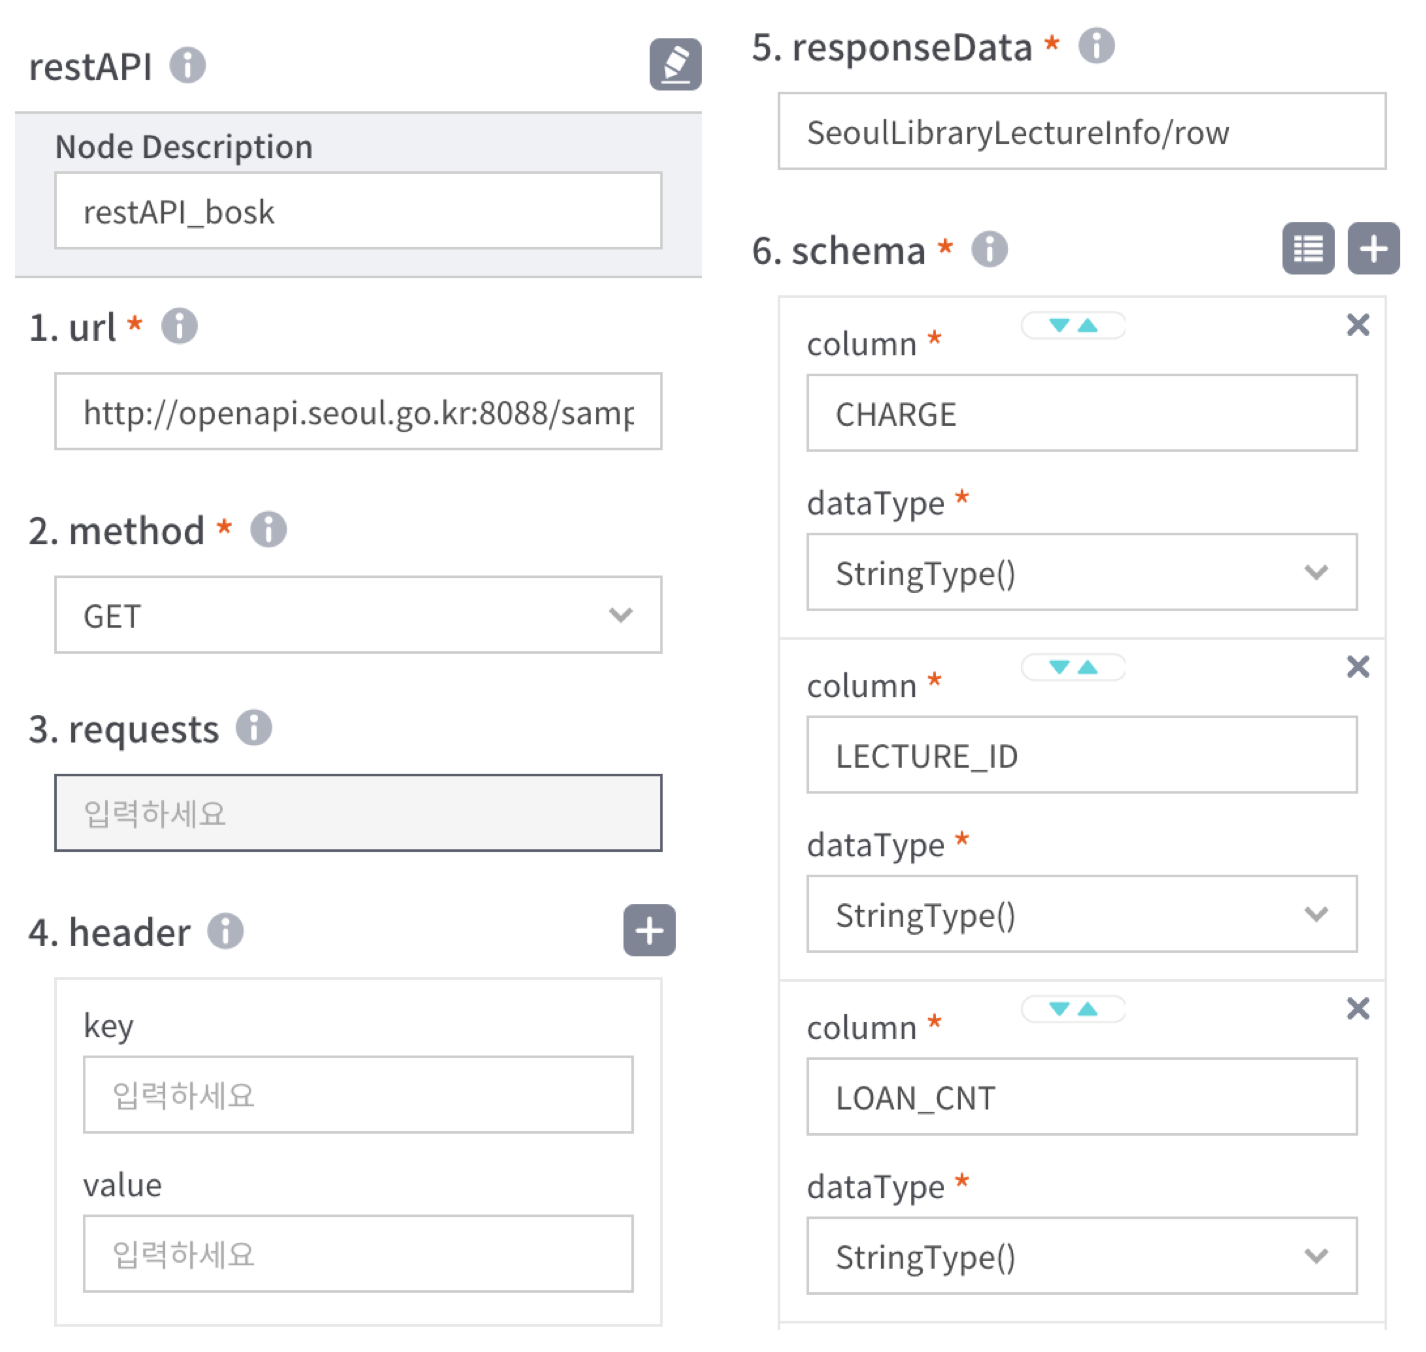 restAPI
Node Description
restAPI_bosk
1. url *
http://openapi.seoul.go.kr:8088/samp
2. method *
GET
3. requests
입력하세요
4. header
key
입력하세요
value
입력하세요
5. responseData *
SeoulLibraryLectureInfo/row
6. schema *
column *
CHARGE
dataType *
StringType()
column *
LECTURE_ID
dataType *
StringType()
column *
LOAN_CNT
dataType *
StringType()